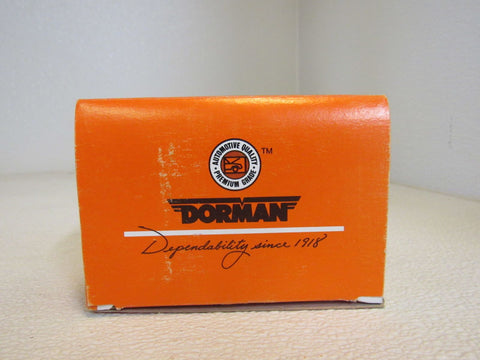 AUTOMOTIVE QUALITY
PREMIUM GRADE
TM
DORMAN
Dependability since 1918